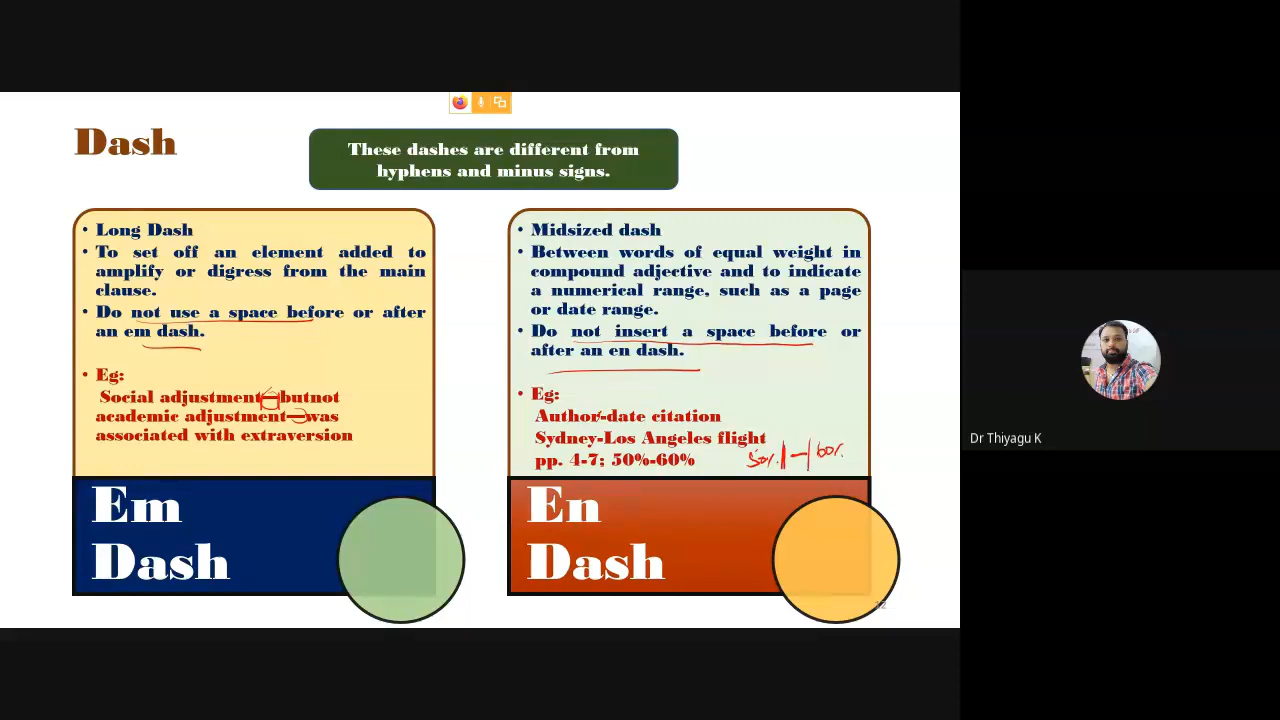 Dash
These dashes are different from
hyphens and minus signs.
• Long Dash
• To set off an element added to
amplify or digress from the main
clause.
• Do not use a space before or after
an em dash.
• Eg:
Social adjustment—butnot
academic adjustment—was
associated with extraversion
Em
Dash
• Midsized dash
• Between words of equal weight in
compound adjective and to indicate
a numerical range, such as a page
or date range.
• Do not insert a space before or
after an en dash.
• Eg:
Author-date citation
Sydney-Los Angeles flight
pp. 4-7; 50%-60%
50%|—|60%
En
Dash
Dr Thiyagu K